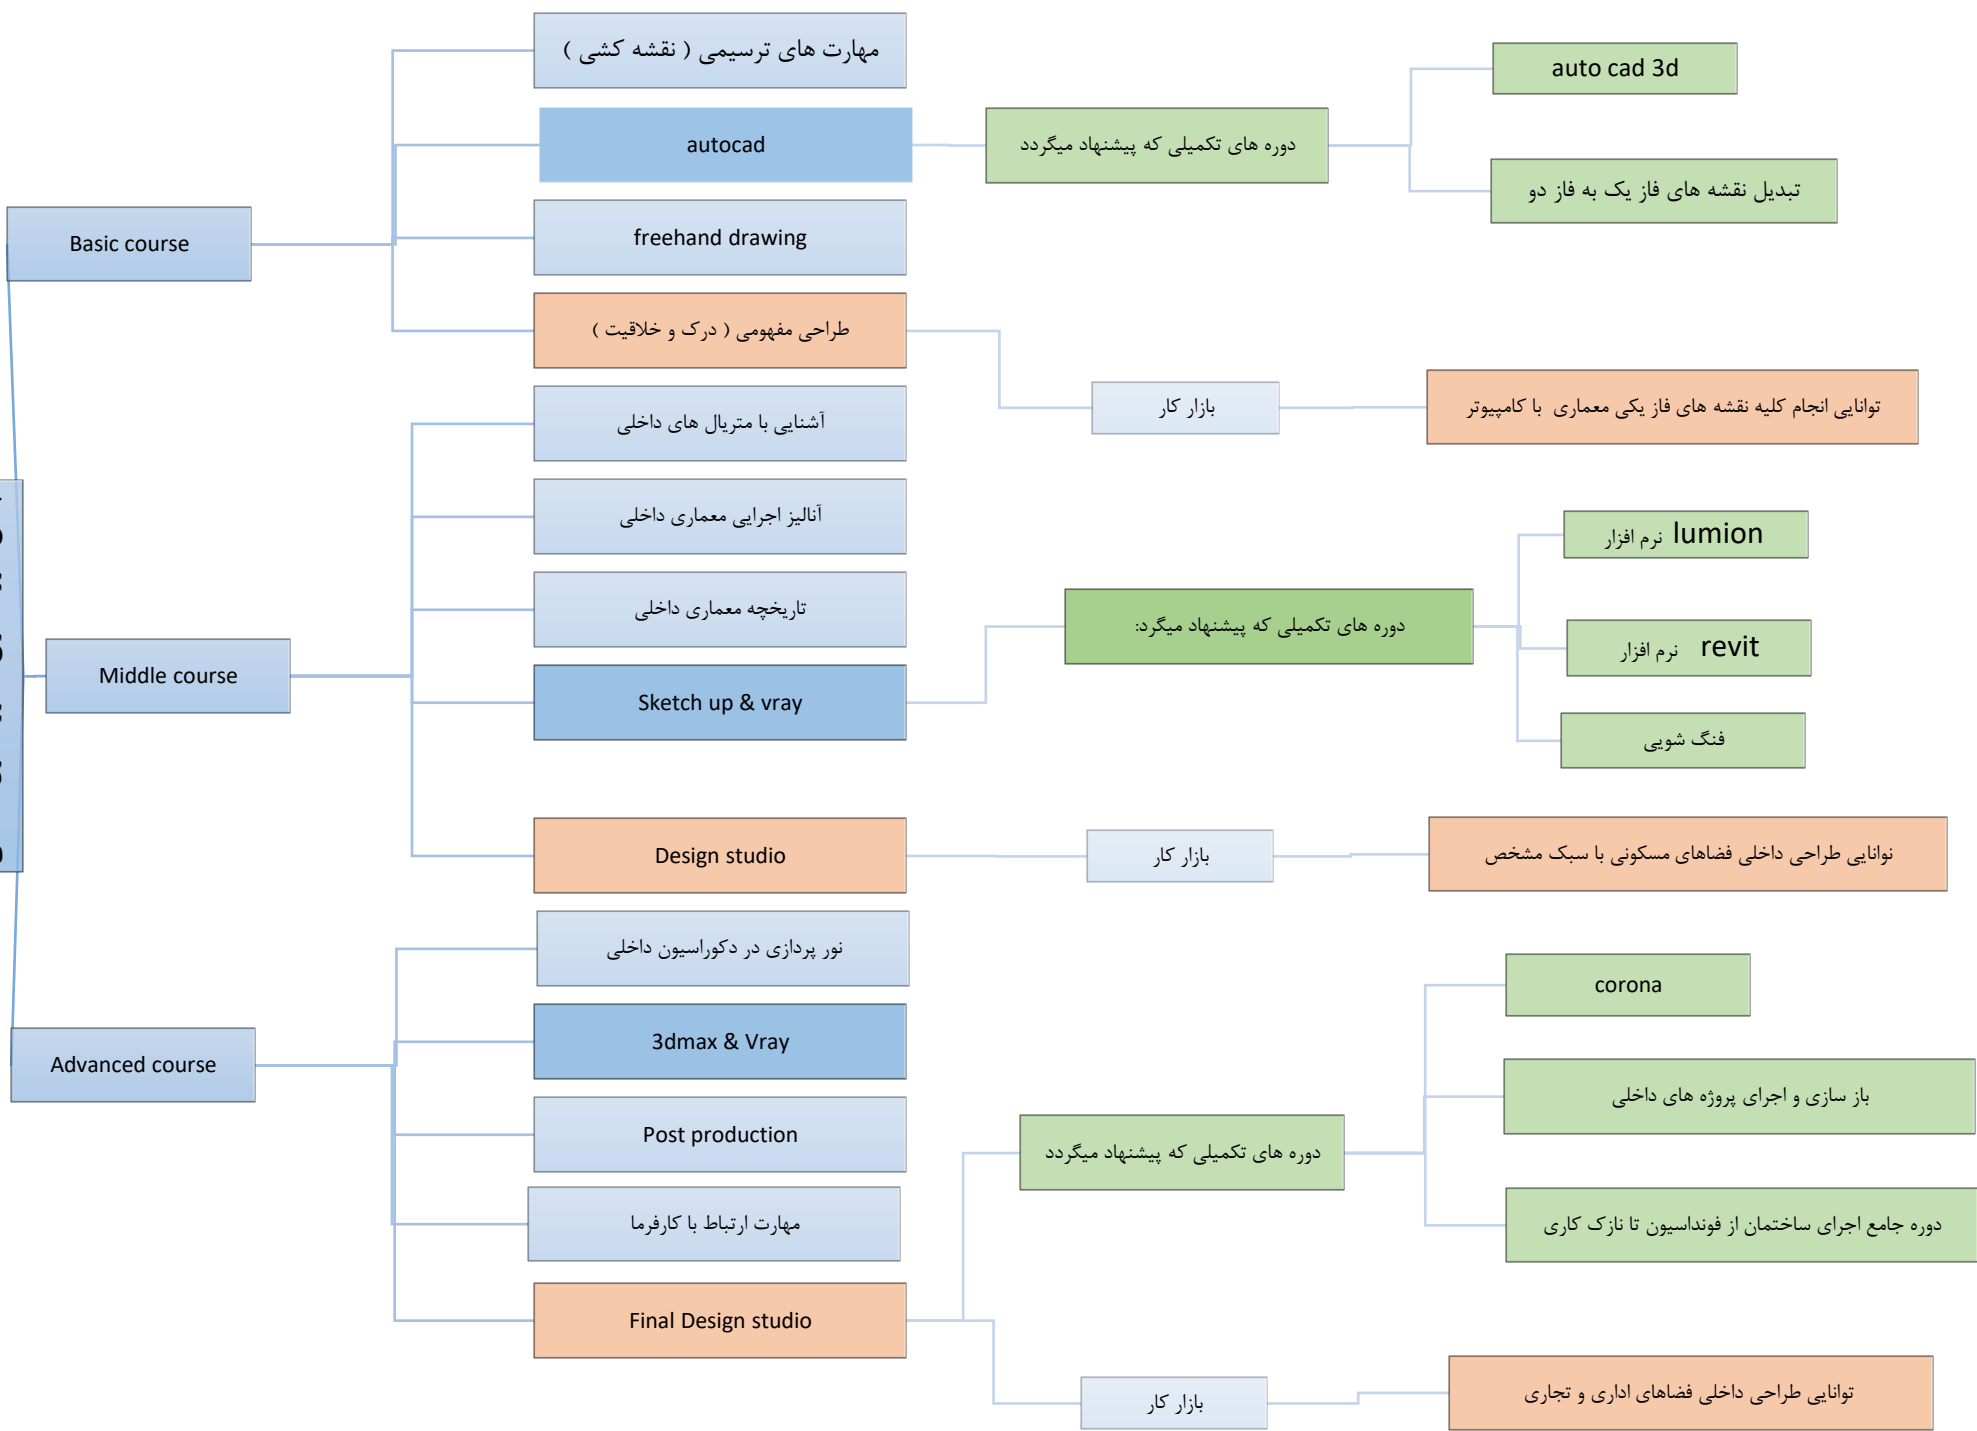 مهارت های ترسیمی ( نقشه کشی )
autocad
دوره های تکمیلی که پیشنهاد میگردد
auto cad 3d
تبدیل نقشه های فاز یک به فاز دو
Basic course
freehand drawing
طراحی مفهومی ( درک و خلاقیت )
بازار کار
توانایی انجام کلیه نقشه های فاز یکی معماری با کامپیوتر
آشنایی با متریال های داخلی
آنالیز اجرایی معماری داخلی
تاریخچه معماری داخلی
Middle course
Sketch up & vray
دوره های تکمیلی که پیشنهاد میگرد:
lumion نرم افزار
revit نرم افزار
فنگ شویی
Design studio
بازار کار
نوانایی طراحی داخلی فضاهای مسکونی با سبک مشخص
نور پردازی در دکوراسیون داخلی
3dmax & Vray
Advanced course
Post production
مهارت ارتباط با کارفرما
Final Design studio
دوره های تکمیلی که پیشنهاد میگردد
corona
باز سازی و اجرای پروژه های داخلی
دوره جامع اجرای ساختمان از فونداسیون تا نازک کاری
بازار کار
توانایی طراحی داخلی فضاهای اداری و تجاری